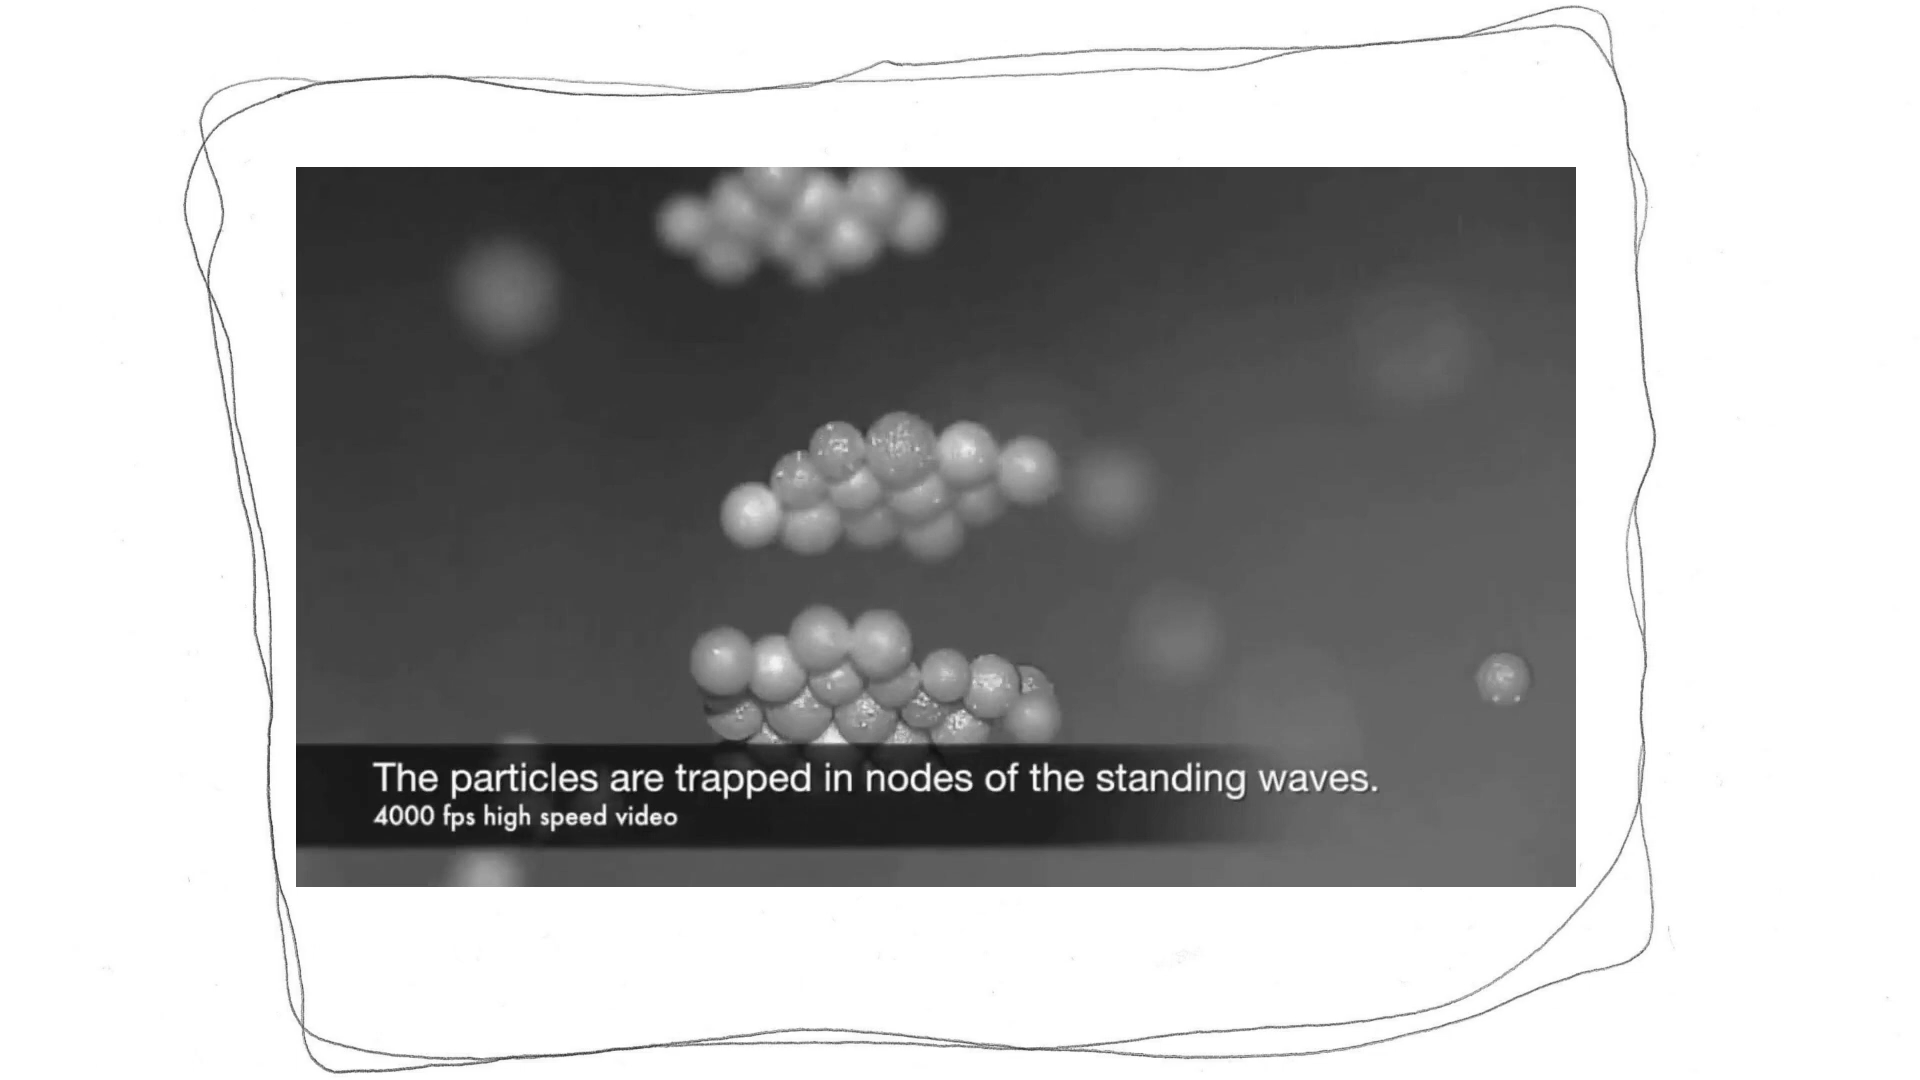 The particles are trapped in nodes of the standing waves.
4000 fps high speed video